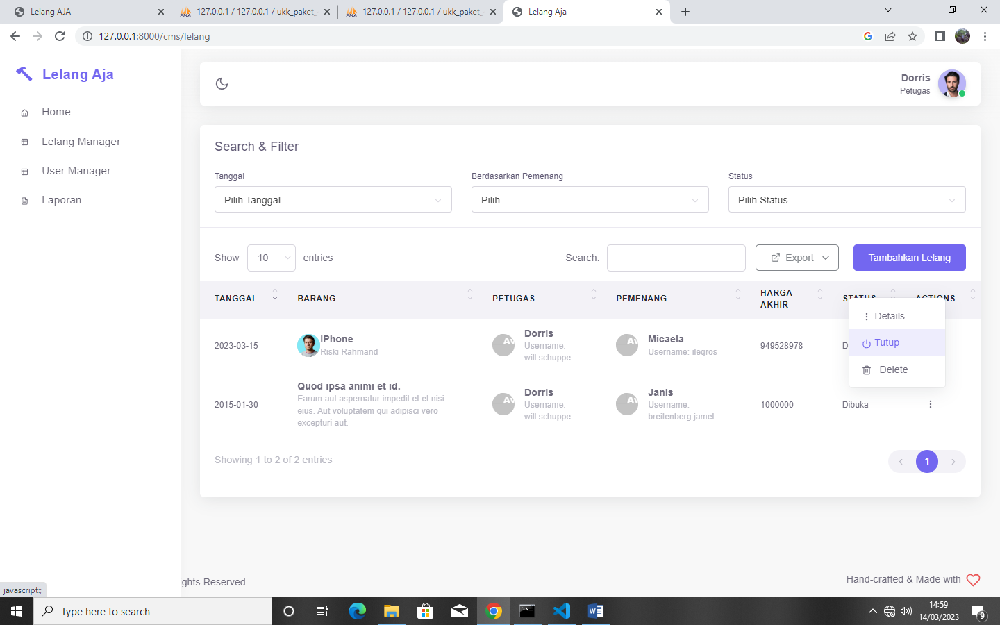 Lelang AJA
127.0.0.1 / 127.0.0.1 / ukk_paket_
127.0.0.1 / 127.0.0.1 / ukk_paket_
Lelang Aja
127.0.0.1:8000/cms/lelang
Lelang Aja
Home
Lelang Manager
User Manager
Laporan
Dorris
Petugas
Search & Filter
Tanggal
Berdasarkan Pemenang
Status
Pilih Tanggal
Pilih
Pilih Status
Show 10 entries
Search:
Export
Tambahkan Lelang
TANGGAL BARANG PETUGAS PEMENANG HARGA AKHIR STATUS ACTIONS
2023-03-15
IPhone
Riski Rahmand
Dorris
Username:
will.schuppe
Micaela
Username: ilegros
949528978
Di
Details
Tutup
Delete
2015-01-30
Quod ipsa animi et id.
Earum aut aspernatur impedit et et nisi
eius. Aut voluptatem qui adipisci vero
excepturi aut.
Dorris
Username:
will.schuppe
Janis
Username:
breitenberg.jamel
1000000
Dibuka
Showing 1 to 2 of 2 entries
1
ights Reserved
Hand-crafted & Made with
javascript:;
Type here to search
14:59
14/03/2023
9